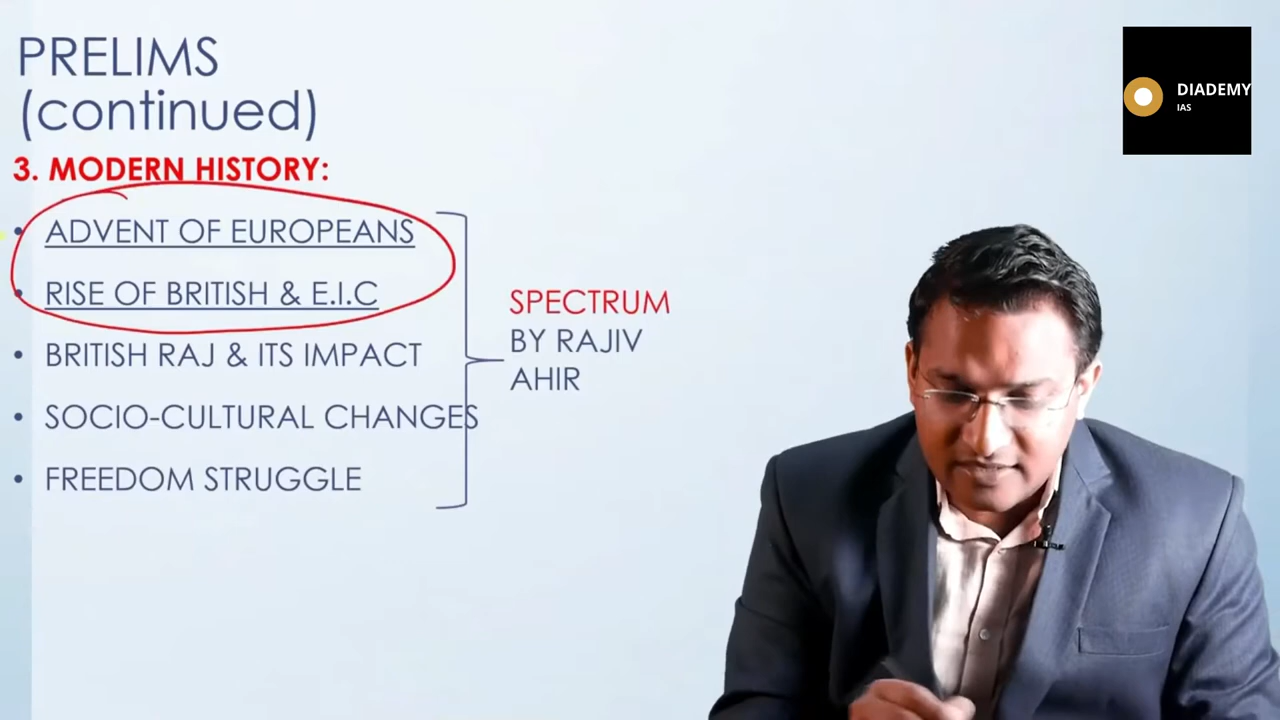 PRELIMS
(continued)
3. MODERN HISTORY:
• ADVENT OF EUROPEANS
• RISE OF BRITISH & E.I.C
• BRITISH RAJ & ITS IMPACT
• SOCIO-CULTURAL CHANGES
• FREEDOM STRUGGLE
SPECTRUM
BY RAJIV
AHIR
DIADEMY
IAS